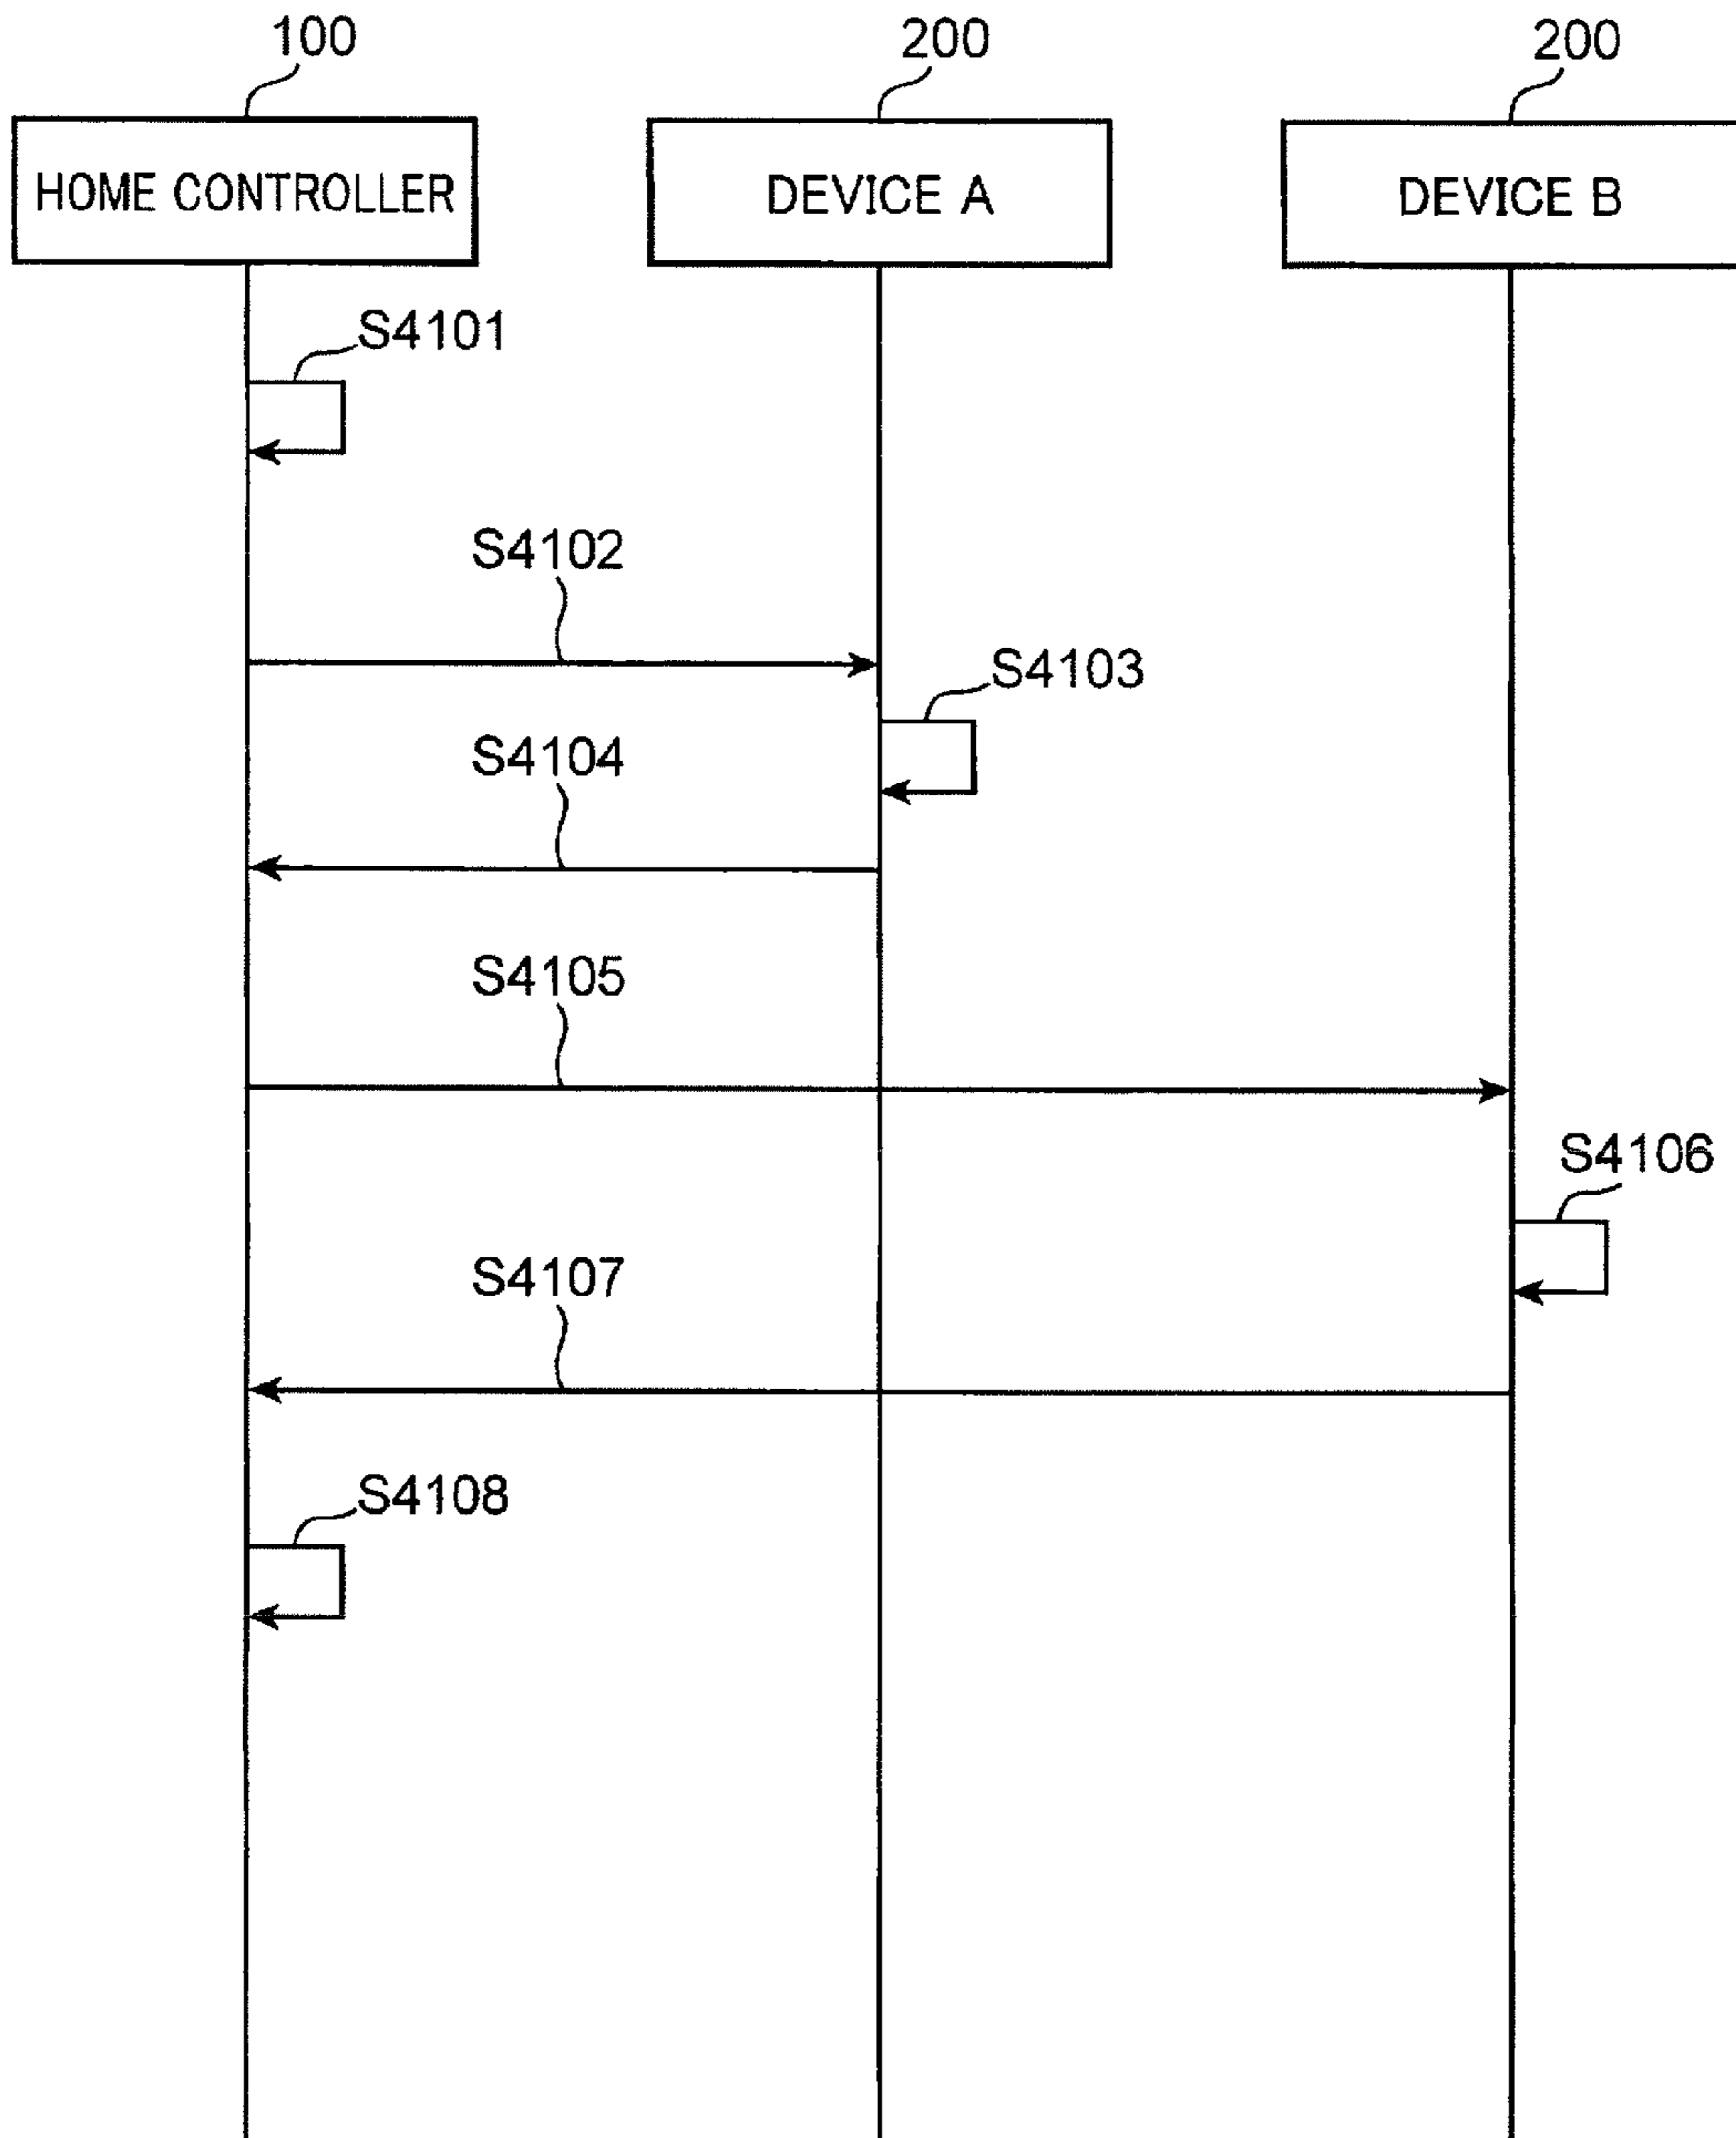 100
200
200
HOME CONTROLLER
DEVICE A
DEVICE B
S4101
S4102
S4103
S4104
S4105
S4106
S4107
S4108